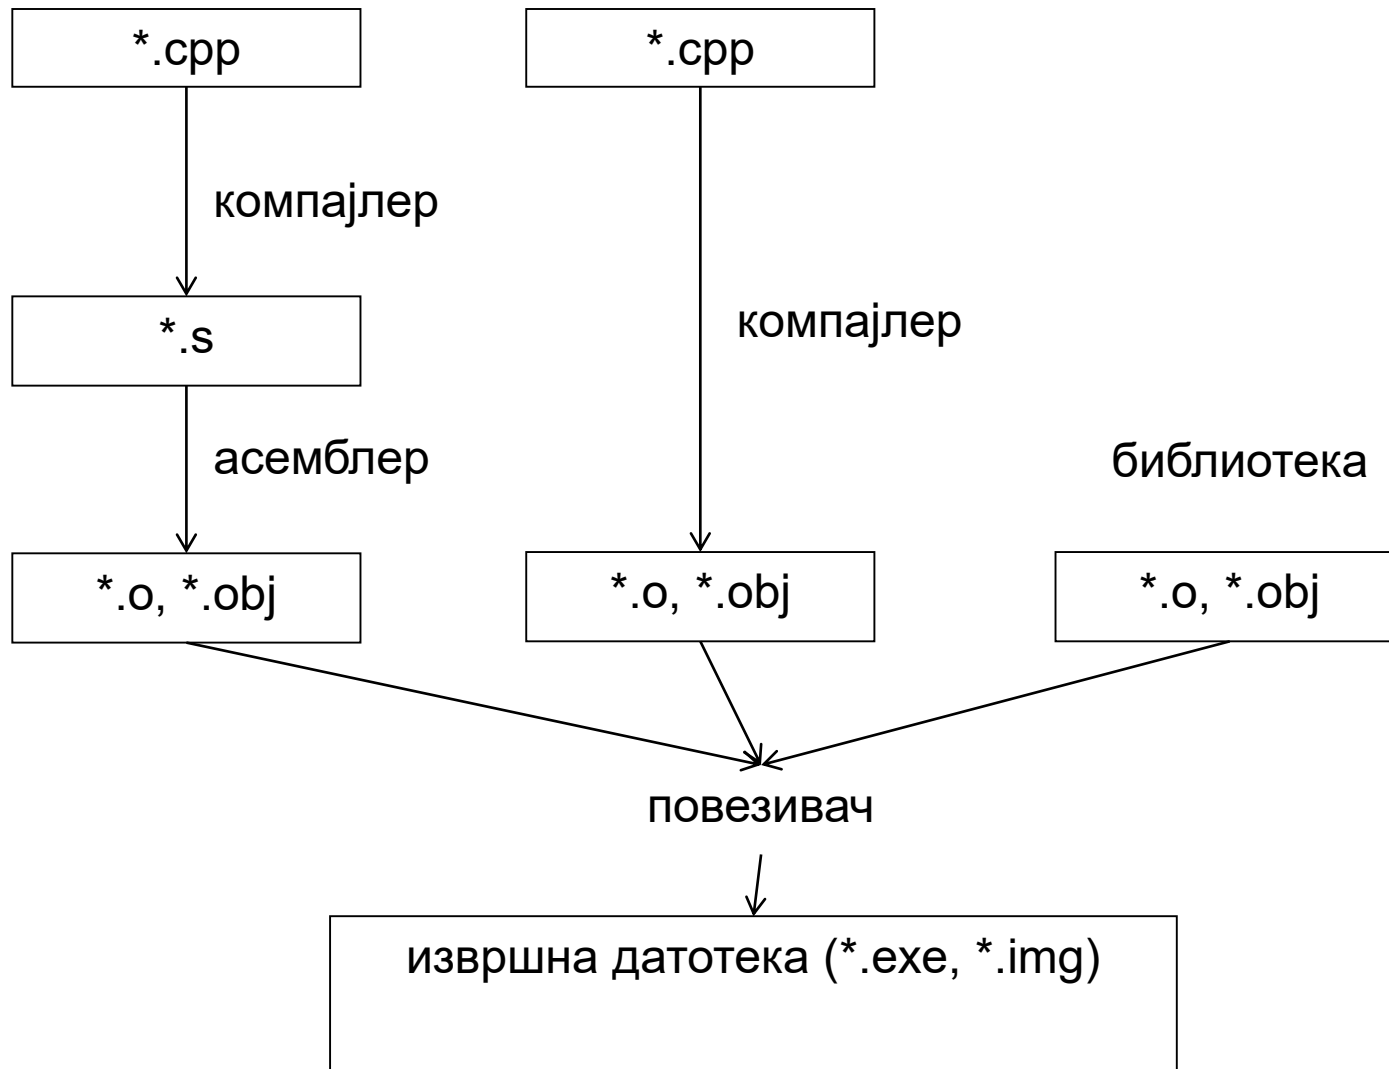 *.cpp
*.cpp
компајлер
компајлер
*.s
асемблер
библиотека
*.o, *.obj
*.o, *.obj
*.o, *.obj
повезивач
извршна датотека (*.exe, *.img)